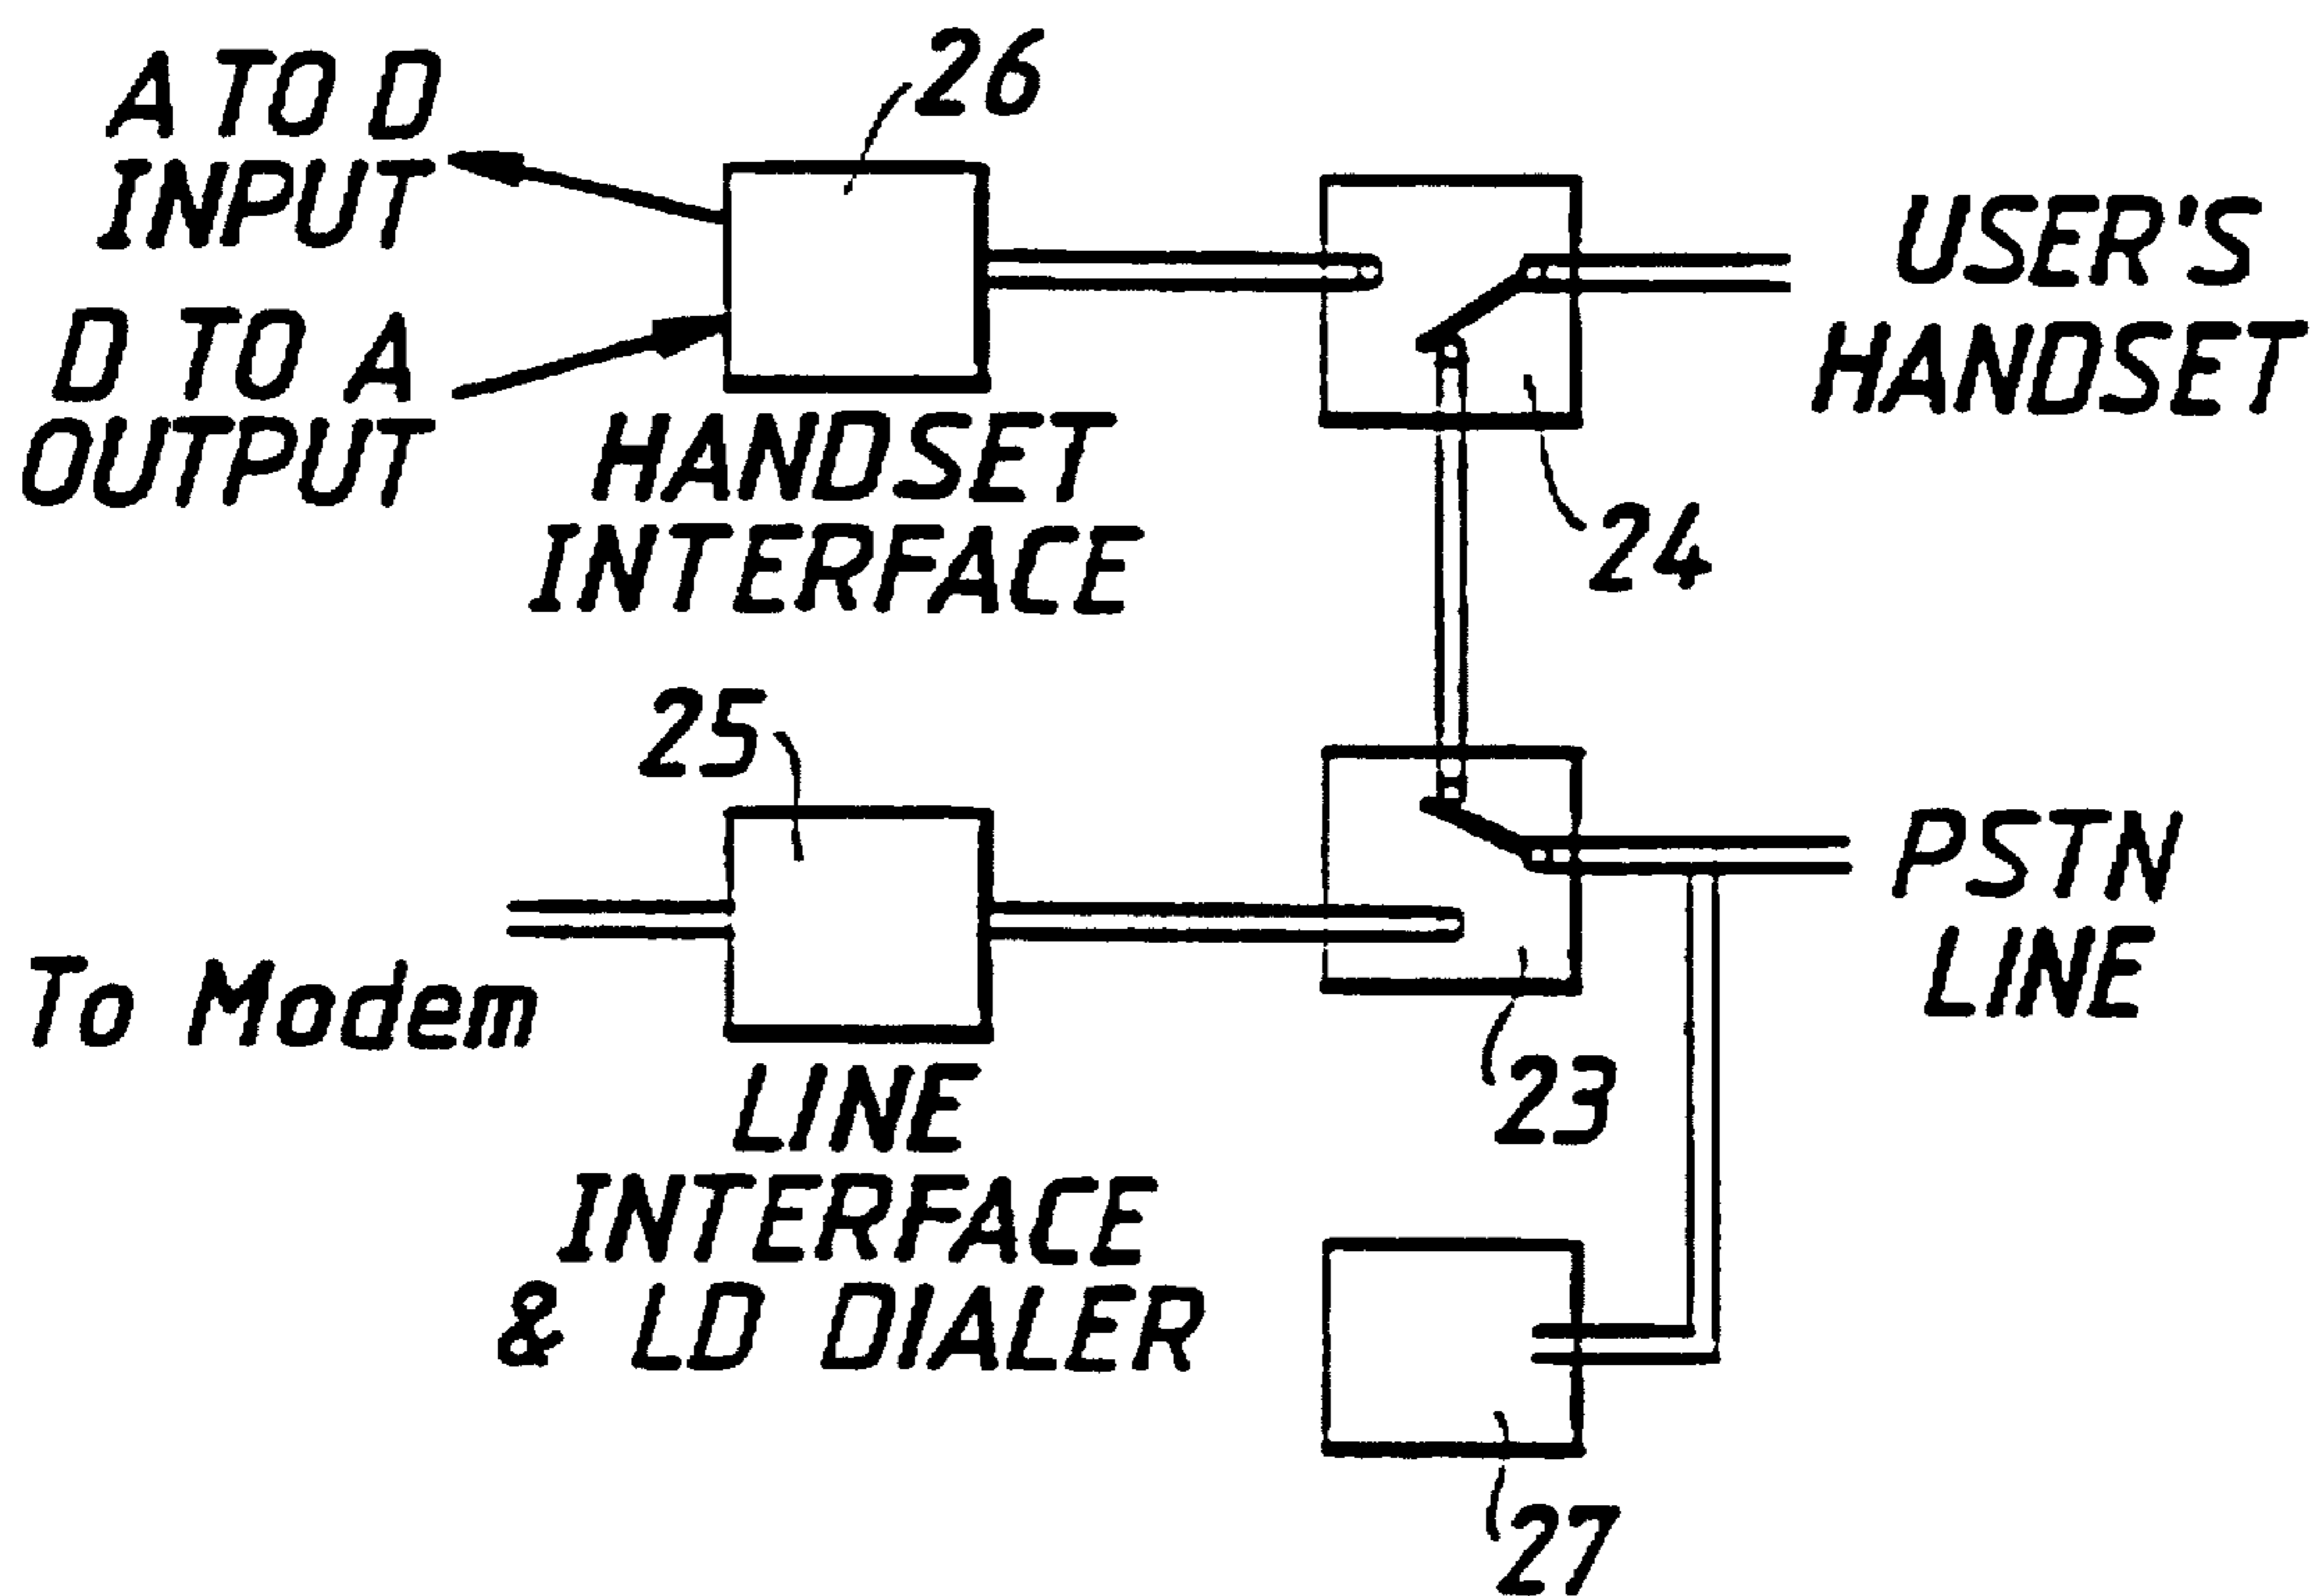 A TO D
INPUT
26
D TO A
OUTPUT
HANDSET
INTERFACE
USER'S
HANDSET
24
25
To Modem
LINE
INTERFACE
& LD DIALER
PSTN
LINE
23
27